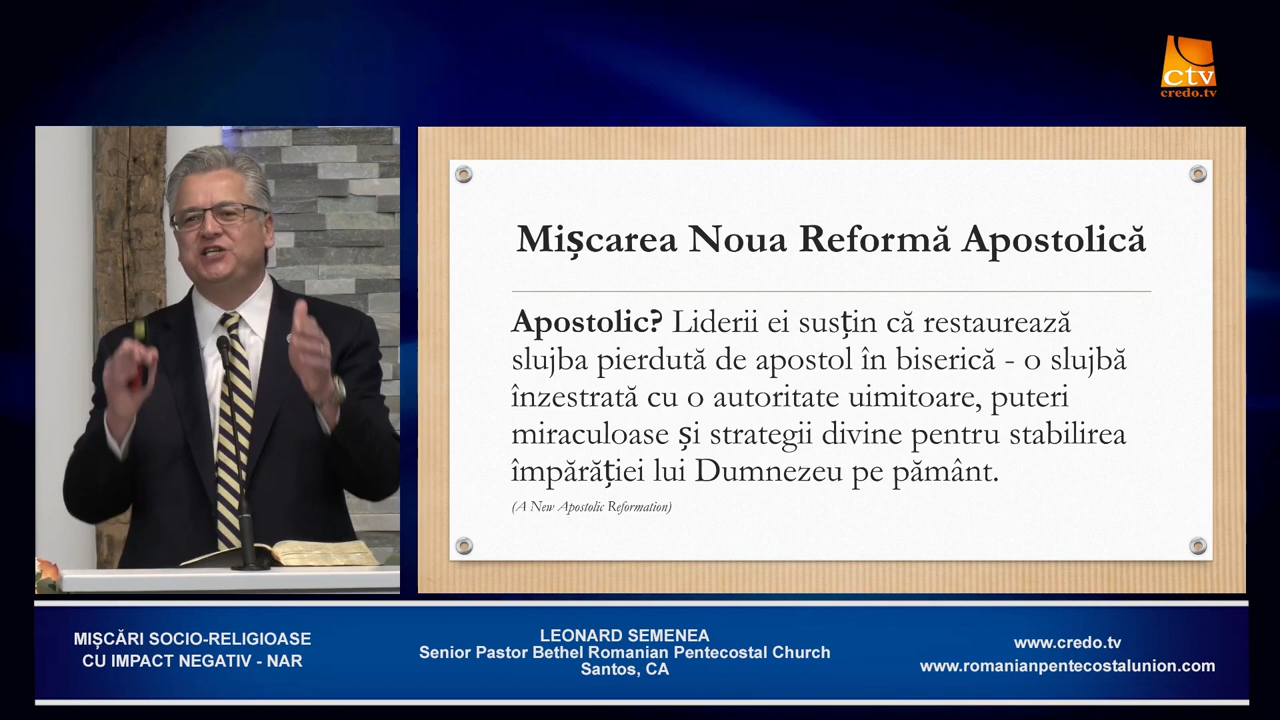 ctv
credo.tv
Mișcarea Noua Reformă Apostolică
Apostolic? Liderii ei susțin că restaurează
slujba pierdută de apostol în biserică - o slujbă
înzestrată cu o autoritate uimitoare, puteri
miraculoase și strategii divine pentru stabilirea
împărăției lui Dumnezeu pe pământ.
(A New Apostolic Reformation)
MIȘCĂRI SOCIO-RELIGIOASE
CU IMPACT NEGATIV - NAR
LEONARD SEMENEA
Senior Pastor Bethel Romanian Pentecostal Church
Santos, CA
www.credo.tv
www.romanianpentecostalunion.com